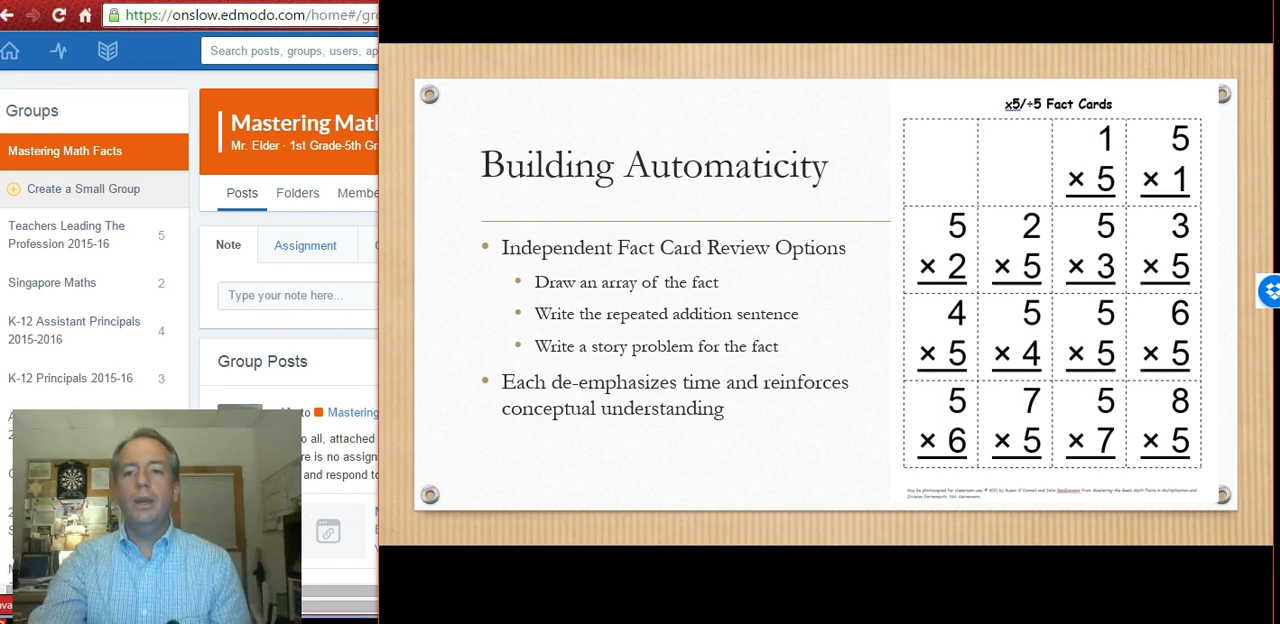 https://onslow.edmodo.com/home#/gr
Search posts, groups, users, ap
Groups
Mastering Math Facts
Create a Small Group
Teachers Leading The
Profession 2015-16
5
Singapore Maths
2
K-12 Assistant Principals
2015-2016
4
K-12 Principals 2015-16
3
Mastering Mat
Mr. Elder · 1st Grade-5th Gr
Posts
Folders
Membe
Note
Assignment
Type your note here...
Group Posts
to
Mastering
to all, attached
re is no assign
and respond to
Building Automaticity
• Independent Fact Card Review Options
• Draw an array of the fact
• Write the repeated addition sentence
• Write a story problem for the fact
• Each de-emphasizes time and reinforces
conceptual understanding
x5/÷5 Fact Cards
1 5
× 5 × 1
5 2 5 3
× 2 × 5 × 3 × 5
4 5 5 6
× 5 × 4 × 5 × 5
5 7 5 8
× 6 × 5 × 7 × 5